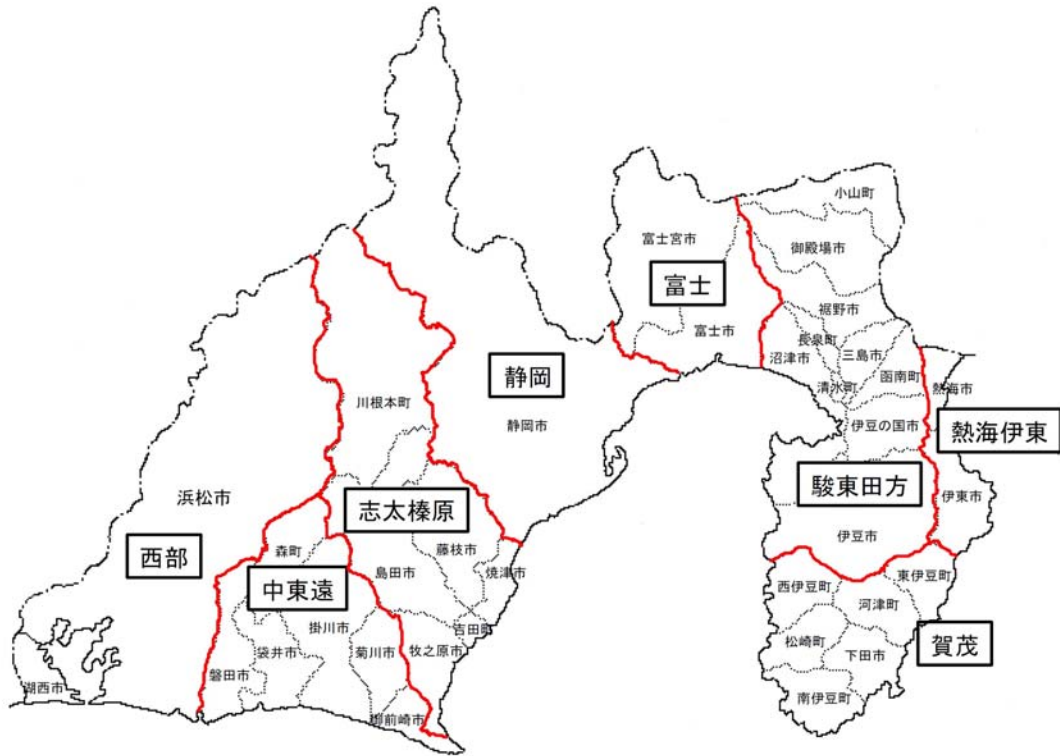 小山町
富士宮市
御殿場市
富士
裾野市
富士市
長泉町
沼津市
三島市
静岡
函南町
清水町
熱海市
川根本町
静岡市
伊豆の国市
熱海伊東
駿東田方
浜松市
志太榛原
伊東市
伊豆市
西部
森町
藤枝市
焼津市
島田市
中東遠
西伊豆町
東伊豆町
河津町
掛川市
吉田町
松崎町
賀茂
袋井市
菊川市
牧之原市
下田市
磐田市
湖西市
南伊豆町
御前崎市